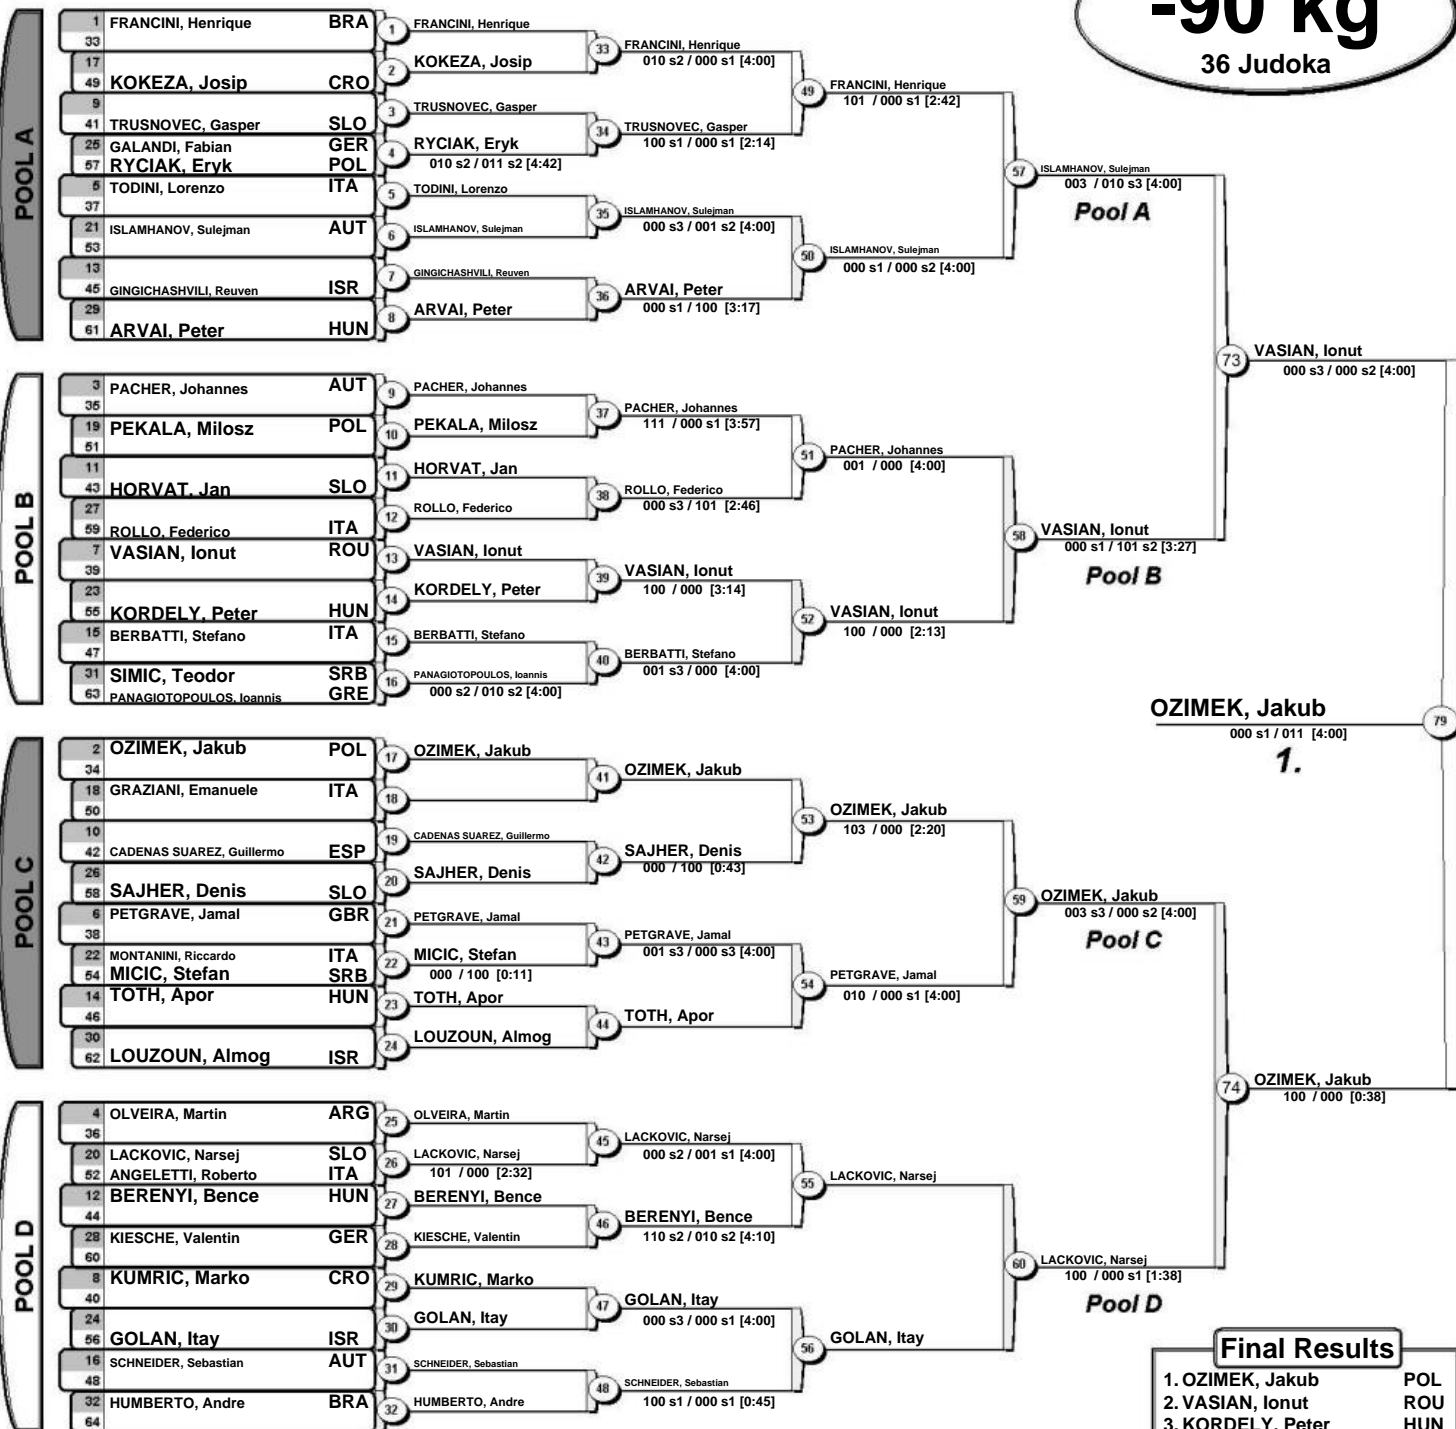 -90 kg
36 Judoka
POOL A
1 FRANCINI, Henrique BRA
33
17
49 KOKEZA, Josip CRO
9
41 TRUSNOVEC, Gasper SLO
25 GALANDI, Fabian GER
57 RYCIAK, Eryk POL
5 TODINI, Lorenzo ITA
37
21 ISLAMHANOV, Sulejman AUT
53
13
45 GINGICHASHVILI, Reuven ISR
29
61 ARVAI, Peter HUN
1 FRANCINI, Henrique
2 KOKEZA, Josip
3 TRUSNOVEC, Gasper
4 RYCIAK, Eryk
010 s2 / 011 s2 [4:42]
5 TODINI, Lorenzo
6 ISLAMHANOV, Sulejman
7 GINGICHASHVILI, Reuven
8 ARVAI, Peter
33 FRANCINI, Henrique
010 s2 / 000 s1 [4:00]
34 TRUSNOVEC, Gasper
100 s1 / 000 s1 [2:14]
35 ISLAMHANOV, Sulejman
000 s3 / 001 s2 [4:00]
36 ARVAI, Peter
000 s1 / 100 [3:17]
49 FRANCINI, Henrique
101 / 000 s1 [2:42]
50 ISLAMHANOV, Sulejman
000 s1 / 000 s2 [4:00]
57 ISLAMHANOV, Sulejman
003 / 010 s3 [4:00]
Pool A
POOL B
3 PACHER, Johannes AUT
35
19 PEKALA, Milosz POL
51
11
43 HORVAT, Jan SLO
27
59 ROLLO, Federico ITA
7 VASIAN, Ionut ROU
39
23
55 KORDELY, Peter HUN
15 BERBATTI, Stefano ITA
47
31 SIMIC, Teodor SRB
63 PANAGIOTOPOULOS, Ioannis GRE
9 PACHER, Johannes
10 PEKALA, Milosz
11 HORVAT, Jan
12 ROLLO, Federico
13 VASIAN, Ionut
14 KORDELY, Peter
15 BERBATTI, Stefano
16 PANAGIOTOPOULOS, Ioannis
000 s2 / 010 s2 [4:00]
37 PACHER, Johannes
111 / 000 s1 [3:57]
38 ROLLO, Federico
000 s3 / 101 [2:46]
39 VASIAN, Ionut
100 / 000 [3:14]
40 BERBATTI, Stefano
001 s3 / 000 [4:00]
51 PACHER, Johannes
001 / 000 [4:00]
52 VASIAN, Ionut
100 / 000 [2:13]
58 VASIAN, Ionut
000 s1 / 101 s2 [3:27]
Pool B
73 VASIAN, Ionut
000 s3 / 000 s2 [4:00]
OZIMEK, Jakub 79
000 s1 / 011 [4:00]
1.
POOL C
2 OZIMEK, Jakub POL
34
18 GRAZIANI, Emanuele ITA
50
10
42 CADENAS SUAREZ, Guillermo ESP
26
58 SAJHER, Denis SLO
6 PETGRAVE, Jamal GBR
38
22 MONTANINI, Riccardo ITA
54 MICIC, Stefan SRB
14 TOTH, Apor HUN
46
30
62 LOUZOUN, Almog ISR
17 OZIMEK, Jakub
18
19 CADENAS SUAREZ, Guillermo
20 SAJHER, Denis
21 PETGRAVE, Jamal
22 MICIC, Stefan
000 / 100 [0:11]
23 TOTH, Apor
24 LOUZOUN, Almog
41 OZIMEK, Jakub
42 SAJHER, Denis
000 / 100 [0:43]
43 PETGRAVE, Jamal
001 s3 / 000 s3 [4:00]
44 TOTH, Apor
53 OZIMEK, Jakub
103 / 000 [2:20]
54 PETGRAVE, Jamal
010 / 000 s1 [4:00]
59 OZIMEK, Jakub
003 s3 / 000 s2 [4:00]
Pool C
74 OZIMEK, Jakub
100 / 000 [0:38]
POOL D
4 OLVEIRA, Martin ARG
36
20 LACKOVIC, Narsej SLO
52 ANGELETTI, Roberto ITA
12 BERENYI, Bence HUN
44
28 KIESCHE, Valentin GER
60
8 KUMRIC, Marko CRO
40
24
56 GOLAN, Itay ISR
16 SCHNEIDER, Sebastian AUT
48
32 HUMBERTO, Andre BRA
64
25 OLVEIRA, Martin
26 LACKOVIC, Narsej
101 / 000 [2:32]
27 BERENYI, Bence
28 KIESCHE, Valentin
29 KUMRIC, Marko
30 GOLAN, Itay
31 SCHNEIDER, Sebastian
32 HUMBERTO, Andre
45 LACKOVIC, Narsej
000 s2 / 001 s1 [4:00]
46 BERENYI, Bence
110 s2 / 010 s2 [4:10]
47 GOLAN, Itay
000 s3 / 000 s1 [4:00]
48 SCHNEIDER, Sebastian
100 s1 / 000 s1 [0:45]
55 LACKOVIC, Narsej
56 GOLAN, Itay
60 LACKOVIC, Narsej
100 / 000 s1 [1:38]
Pool D
Final Results
1. OZIMEK, Jakub POL
2. VASIAN, Ionut ROU
3. KORDELY, Peter HUN